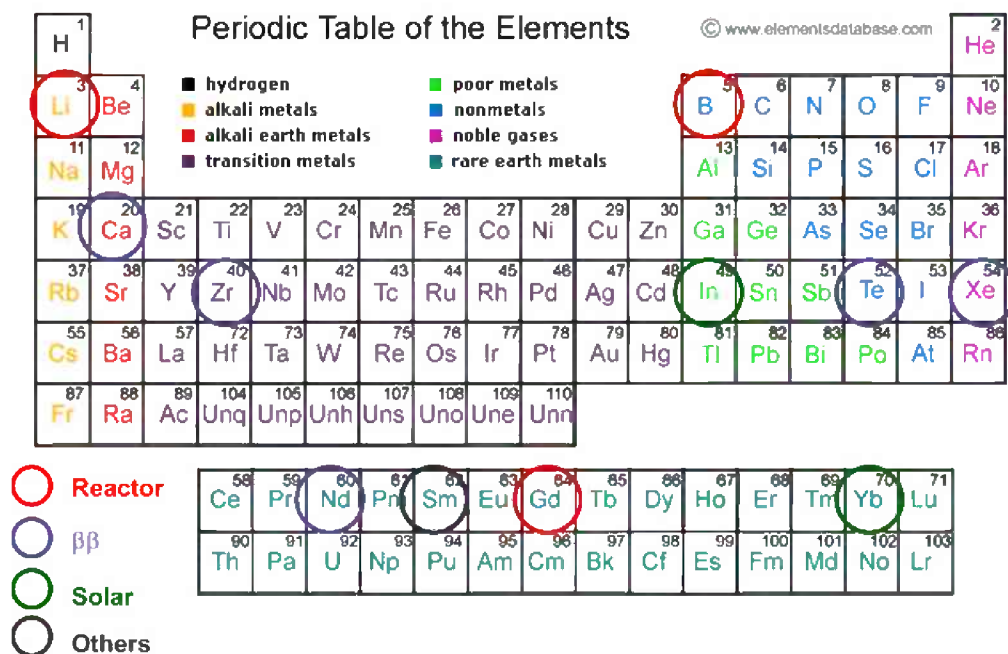 Periodic Table of the Elements
© www.elementsdatabase.com
1 2
H He
hydrogen poor metals
alkali metals nonmetals
alkali earth metals noble gases
transition metals rare earth metals
3 4 5 6 7 8 9 10
Li Be B C N O F Ne
11 12 13 14 15 16 17 18
Na Mg Al Si P S Cl Ar
19 20 21 22 23 24 25 26 27 28 29 30 31 32 33 34 35 36
K Ca Sc Ti V Cr Mn Fe Co Ni Cu Zn Ga Ge As Se Br Kr
37 38 39 40 41 42 43 44 45 46 47 48 49 50 51 52 53 54
Rb Sr Y Zr Nb Mo Tc Ru Rh Pd Ag Cd In Sn Sb Te I Xe
55 56 57 72 73 74 75 76 77 78 79 80 81 82 83 84 85 86
Cs Ba La Hf Ta W Re Os Ir Pt Au Hg Tl Pb Bi Po At Rn
87 88 89 104 105 106 107 108 109 110
Fr Ra Ac Unq Unp Unh Uns Uno Une Unn
58 59 60 61 62 63 64 65 66 67 68 69 70 71
Ce Pr Nd Pm Sm Eu Gd Tb Dy Ho Er Tm Yb Lu
90 91 92 93 94 95 96 97 98 99 100 101 102 103
Th Pa U Np Pu Am Cm Bk Cf Es Fm Md No Lr
Reactor
ββ
Solar
Others